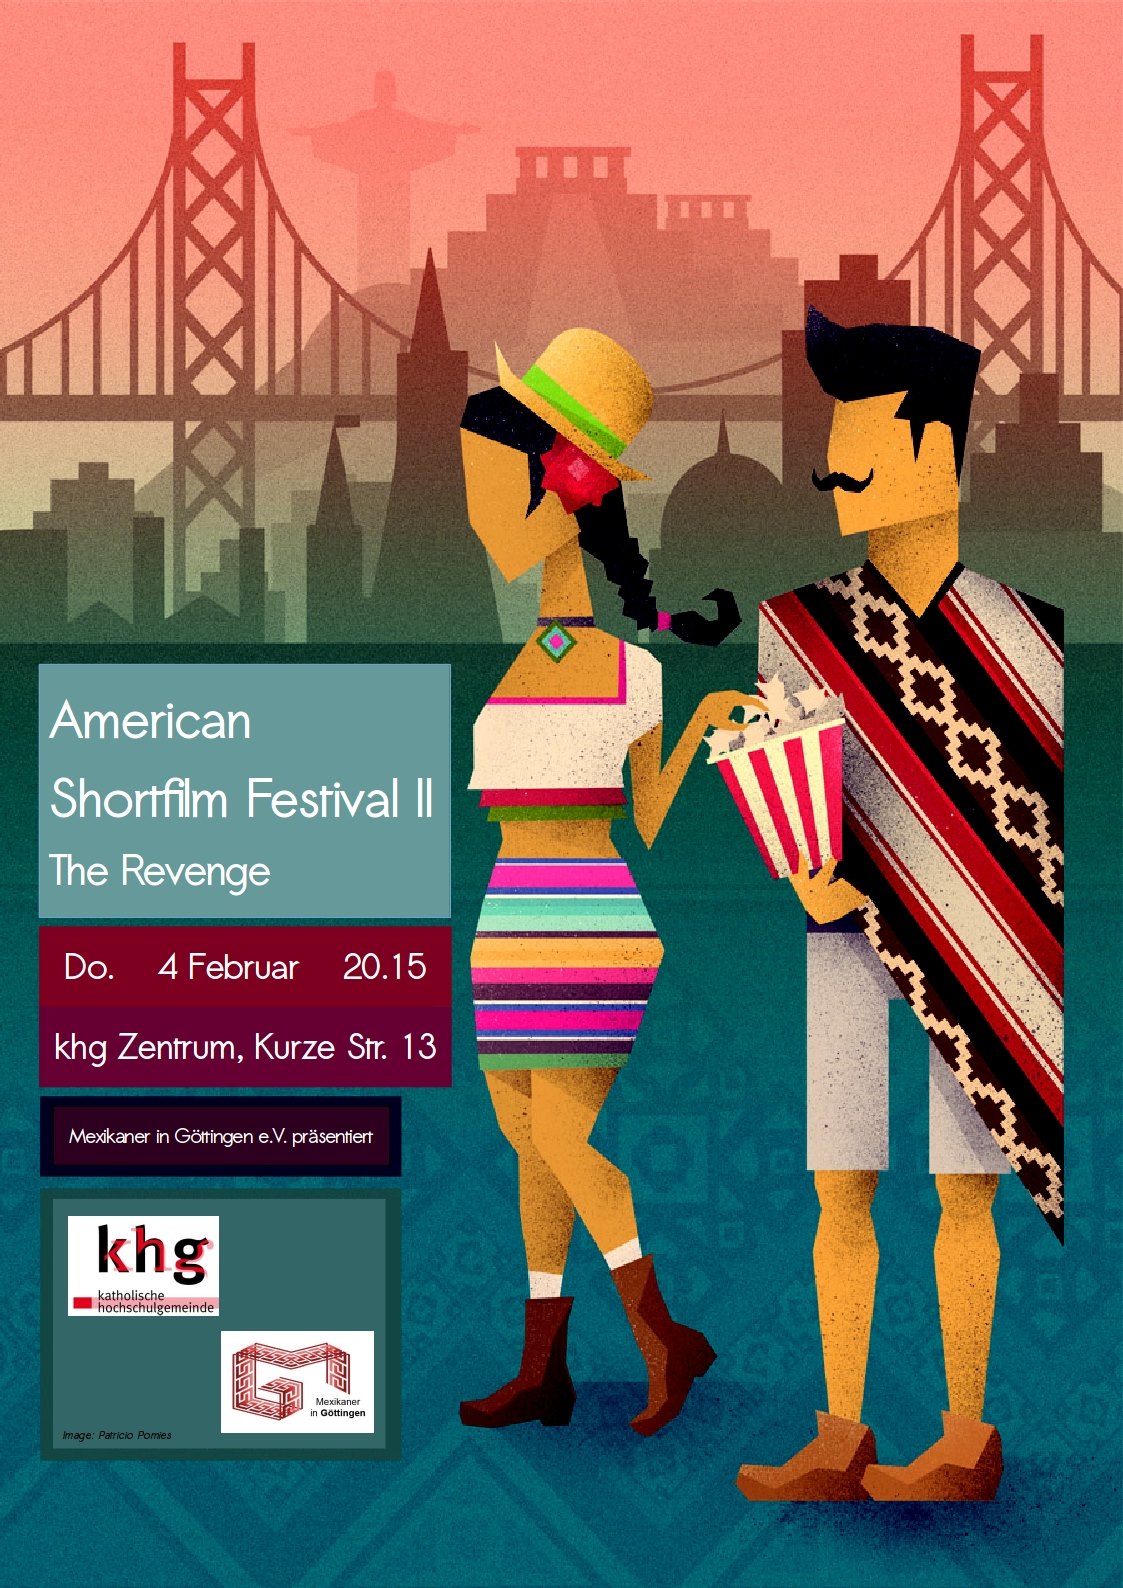 American
Shortfilm Festival II
The Revenge
Do. 4 Februar 20.15
khg Zentrum, Kurze Str. 13
Mexikaner in Göttingen e.V. präsentiert
khg
katholische
hochschulgemeinde
Mexikaner
in Göttingen
Image: Patricio Pomies